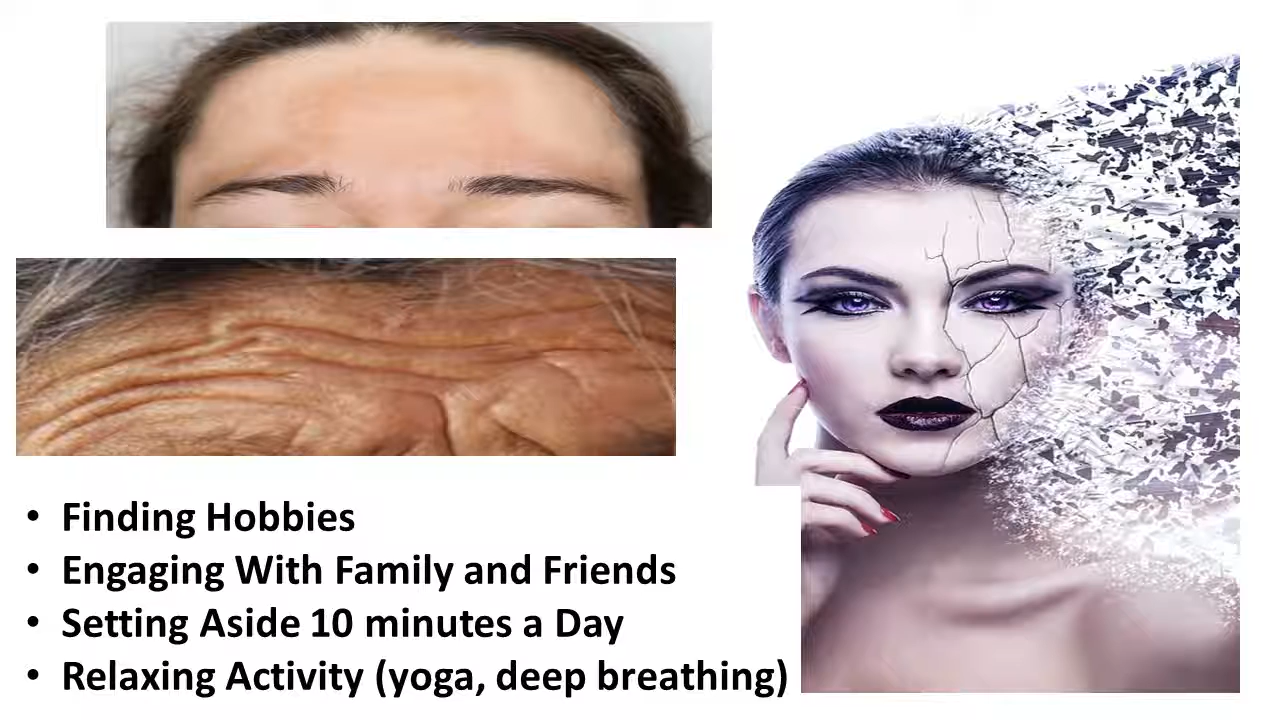 • Finding Hobbies
• Engaging With Family and Friends
• Setting Aside 10 minutes a Day
• Relaxing Activity (yoga, deep breathing)